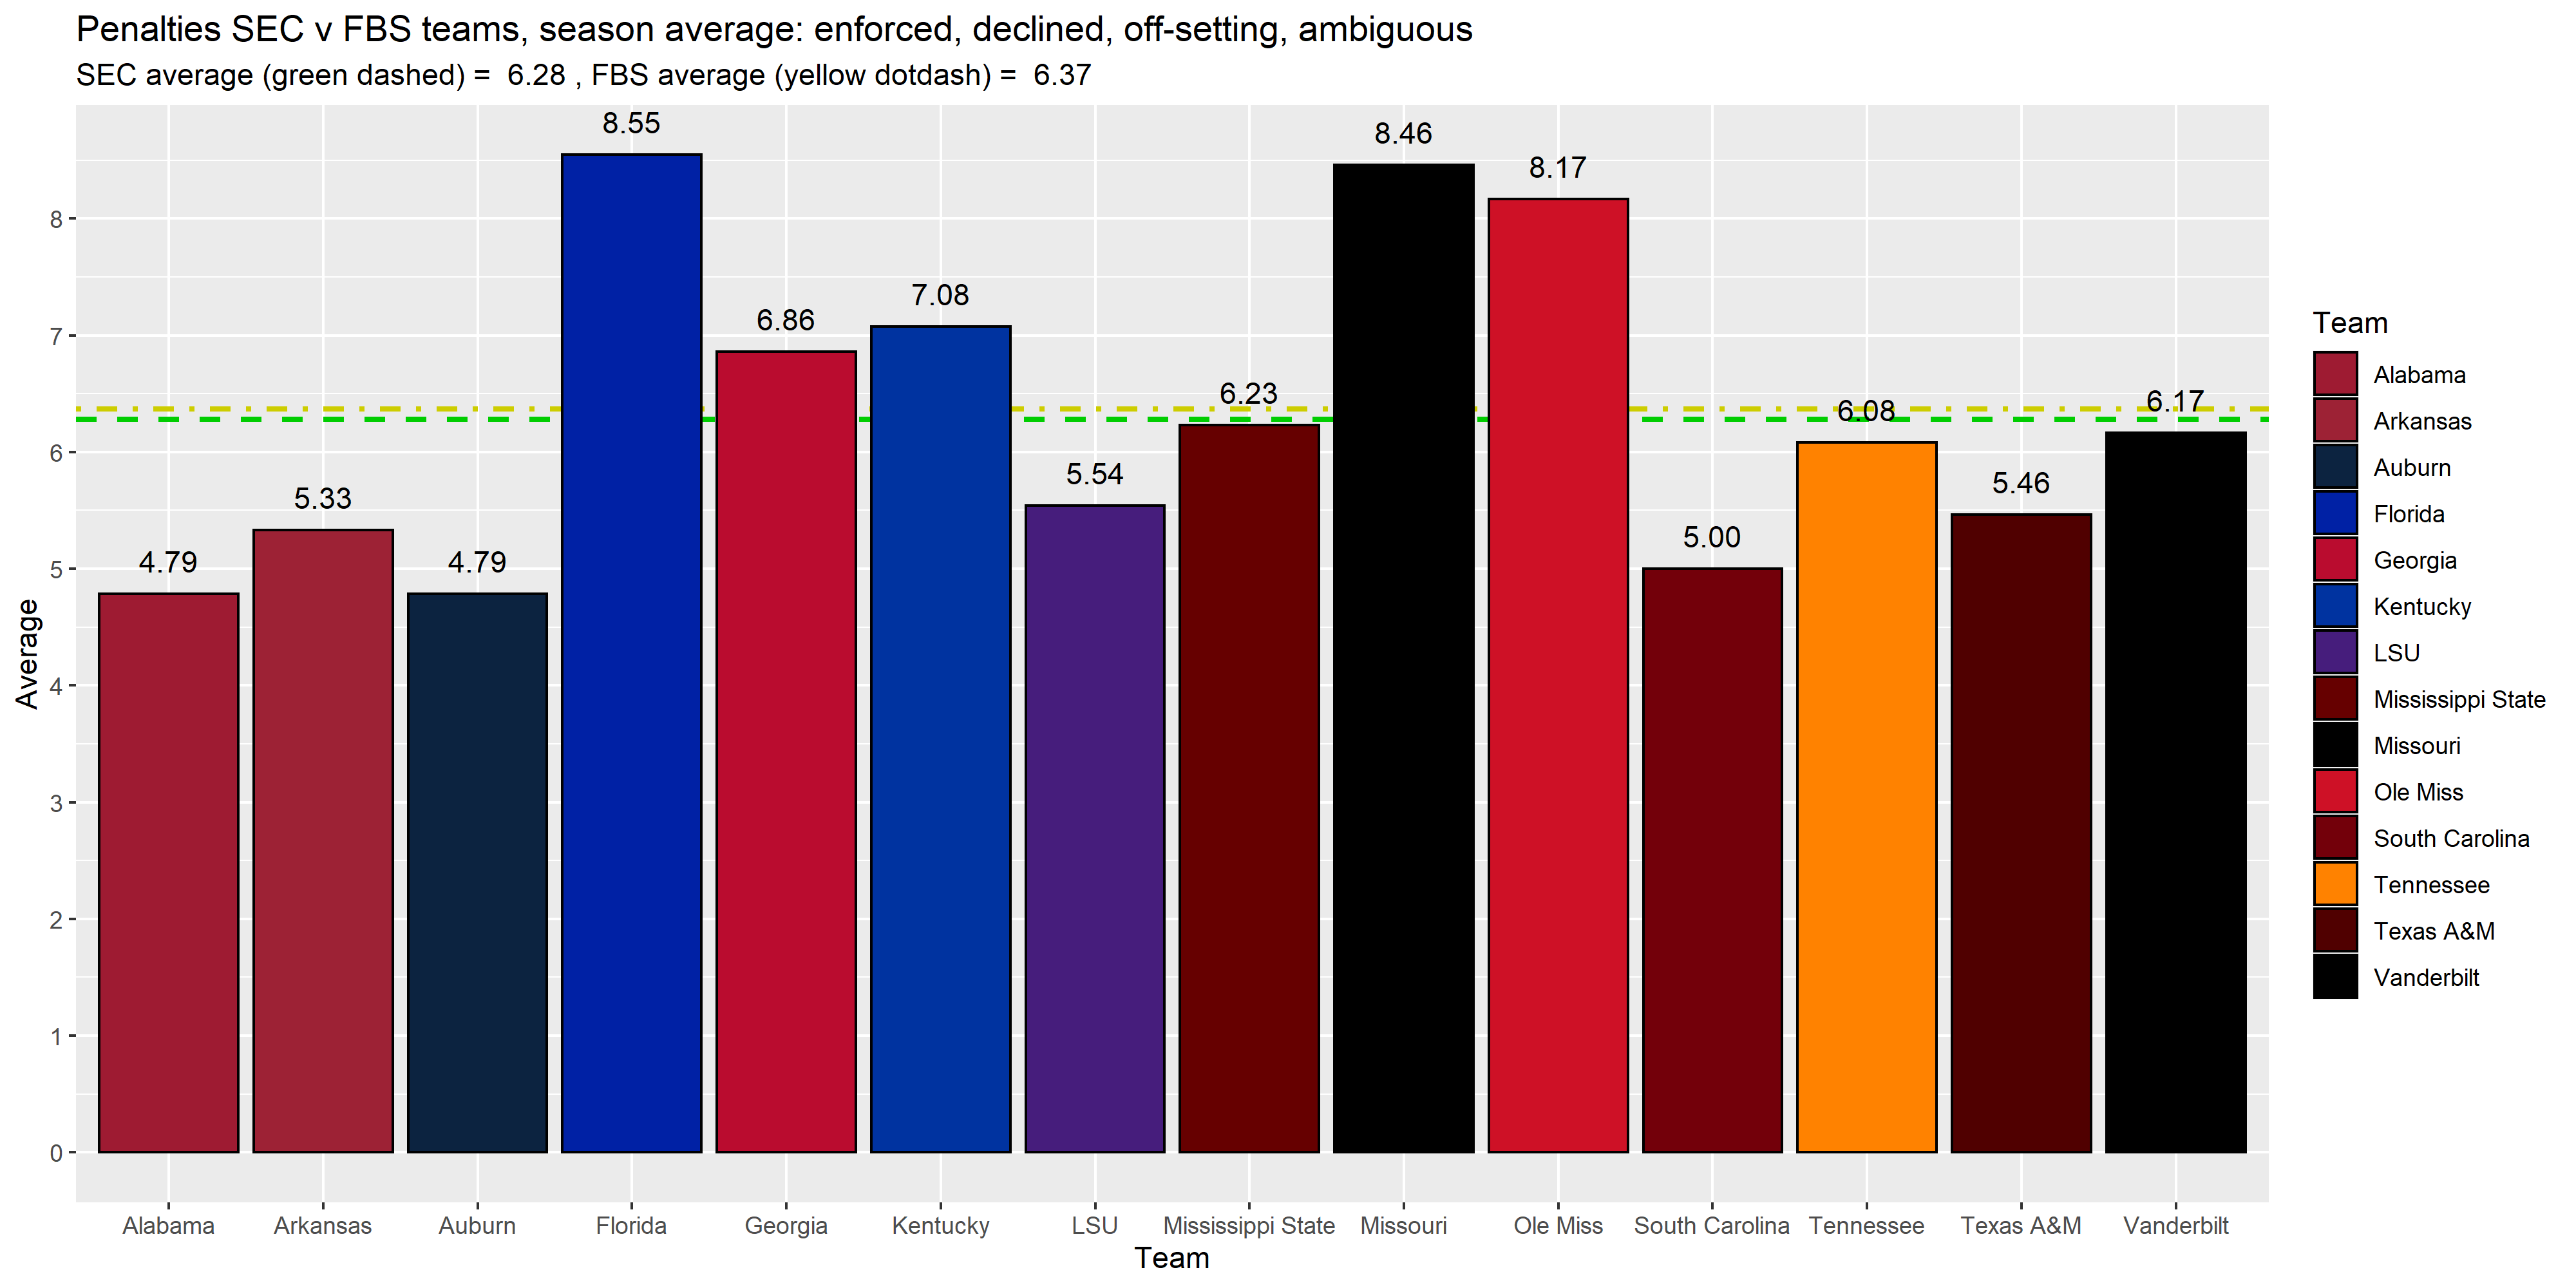 Penalties SEC v FBS teams, season average: enforced, declined, off-setting, ambiguous
SEC average (green dashed) =  6.28 , FBS average (yellow dotdash) =  6.37
Average
8
7
6
5
4
3
2
1
0
4.79
5.33
4.79
8.55
6.86
7.08
5.54
6.23
8.46
8.17
5.00
6.08
5.46
6.17
Alabama
Arkansas
Auburn
Florida
Georgia
Kentucky
LSU
Mississippi State
Missouri
Ole Miss
South Carolina
Tennessee
Texas A&M
Vanderbilt
Team
Team
Alabama
Arkansas
Auburn
Florida
Georgia
Kentucky
LSU
Mississippi State
Missouri
Ole Miss
South Carolina
Tennessee
Texas A&M
Vanderbilt